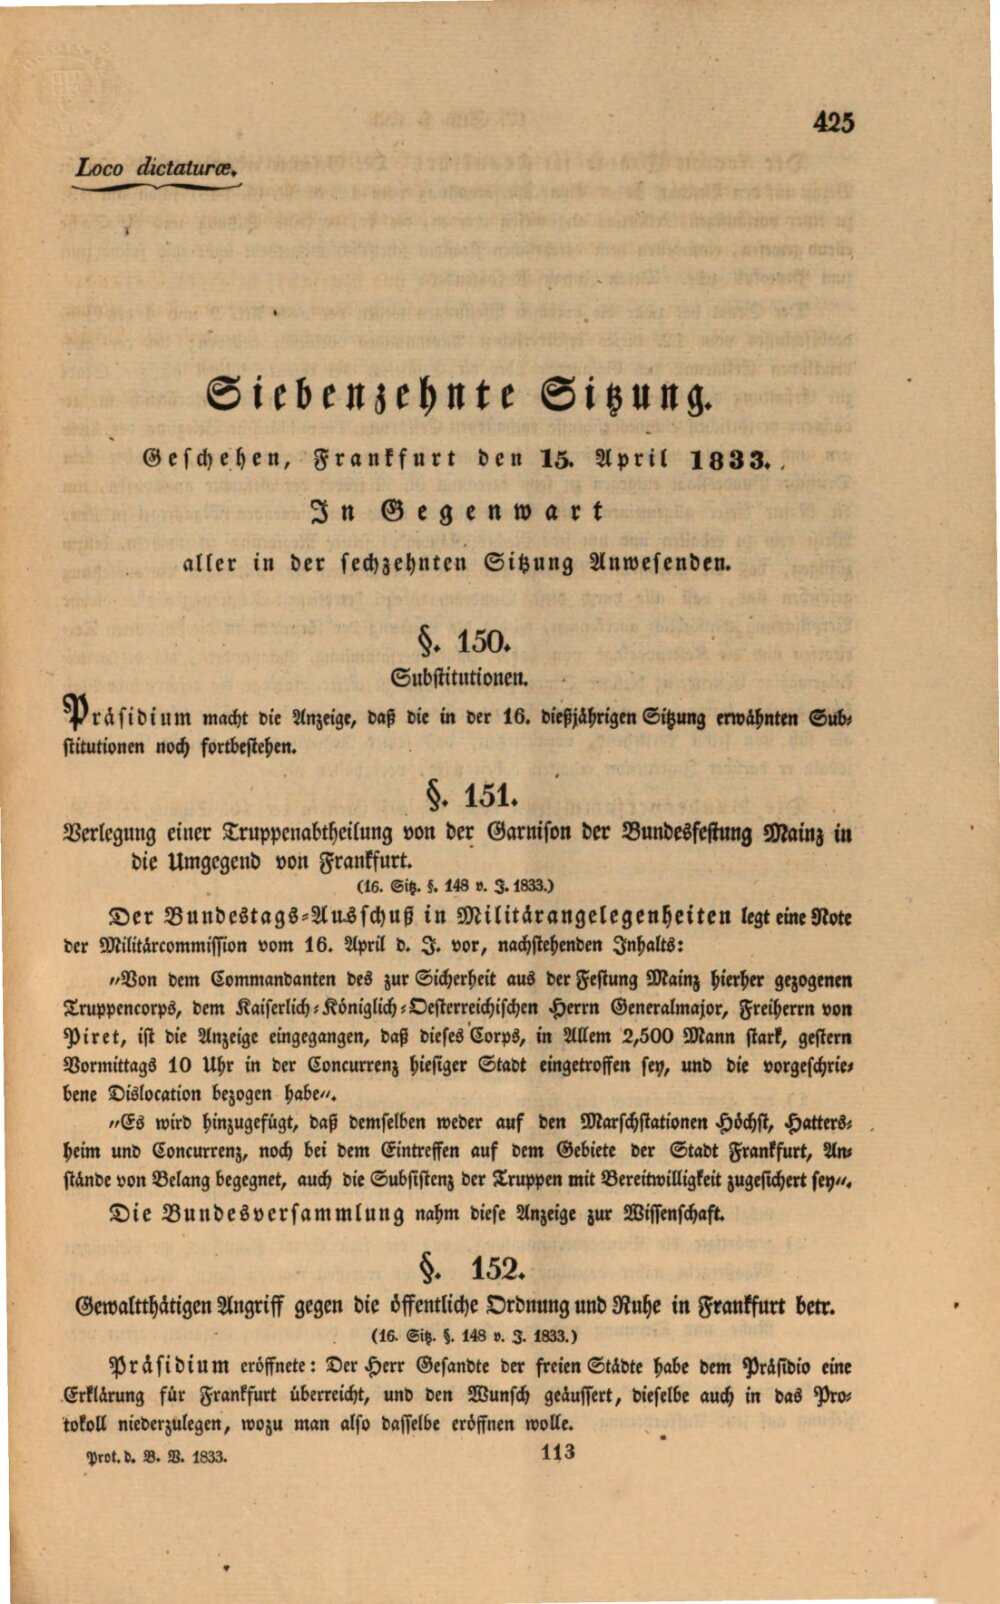 425
Loco dictaturæ.
Siebenzehnte Sitzung.
Geschehen, Frankfurt den 15. April 1833.
In Gegenwart
aller in der sechzehnten Sitzung Anwesenden.
§. 150.
Substitutionen.
Präsidium macht die Anzeige, daß die in der 16. dießjährigen Sitzung erwähnten Sub-
stitutionen noch fortbestehen.
§. 151.
Verlegung einer Truppenabtheilung von der Garnison der Bundesfestung Mainz in
die Umgegend von Frankfurt.
(16. Sitz. §. 148 v. J. 1833.)
Der Bundestags-Ausschuß in Militärangelegenheiten legt eine Note
der Militärcommission vom 16. April d. J. vor, nachstehenden Inhalts:
„Von dem Commandanten des zur Sicherheit aus der Festung Mainz hierher gezogenen
Truppencorps, dem Kaiserlich-Königlich-Oesterreichischen Herrn Generalmajor, Freiherrn von
Piret, ist die Anzeige eingegangen, daß dieses Corps, in Allem 2,500 Mann stark, gestern
Vormittags 10 Uhr in der Concurrenz hiesiger Stadt eingetroffen sey, und die vorgeschrie-
bene Dislocation bezogen habe„.
„Es wird hinzugefügt, daß demselben weder auf den Marschstationen Höchst, Hatters-
heim und Concurrenz, noch bei dem Eintreffen auf dem Gebiete der Stadt Frankfurt, An-
stände von Belang begegnet, auch die Subsistenz der Truppen mit Bereitwilligkeit zugesichert sey„.
Die Bundesversammlung nahm diese Anzeige zur Wissenschaft.
§. 152.
Gewaltthätigen Angriff gegen die öffentliche Ordnung und Ruhe in Frankfurt betr.
(16. Sitz. §. 148 v. J. 1833.)
Präsidium eröffnete: Der Herr Gesandte der freien Städte habe dem Präsidio eine
Erklärung für Frankfurt überreicht, und den Wunsch geäussert, dieselbe auch in das Pro-
tokoll niederzulegen, wozu man also dasselbe eröffnen wolle.
Prot. d. B. V. 1833.
113